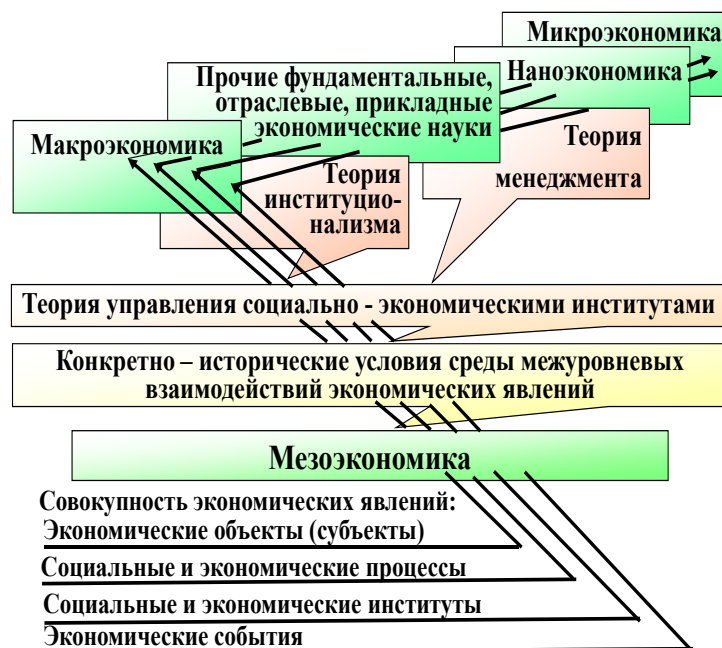 Микроэкономика
Наноэкономика
Прочие фундаментальные,
отраслевые, прикладные
экономические науки
Макроэкономика
Теория
менеджмента
Теория
институцио-
нализма
Теория управления социально - экономическими институтами
Конкретно – исторические условия среды межуровневых
взаимодействий экономических явлений
Мезоэкономика
Совокупность экономических явлений:
Экономические объекты (субъекты)
Социальные и экономические процессы
Социальные и экономические институты
Экономические события